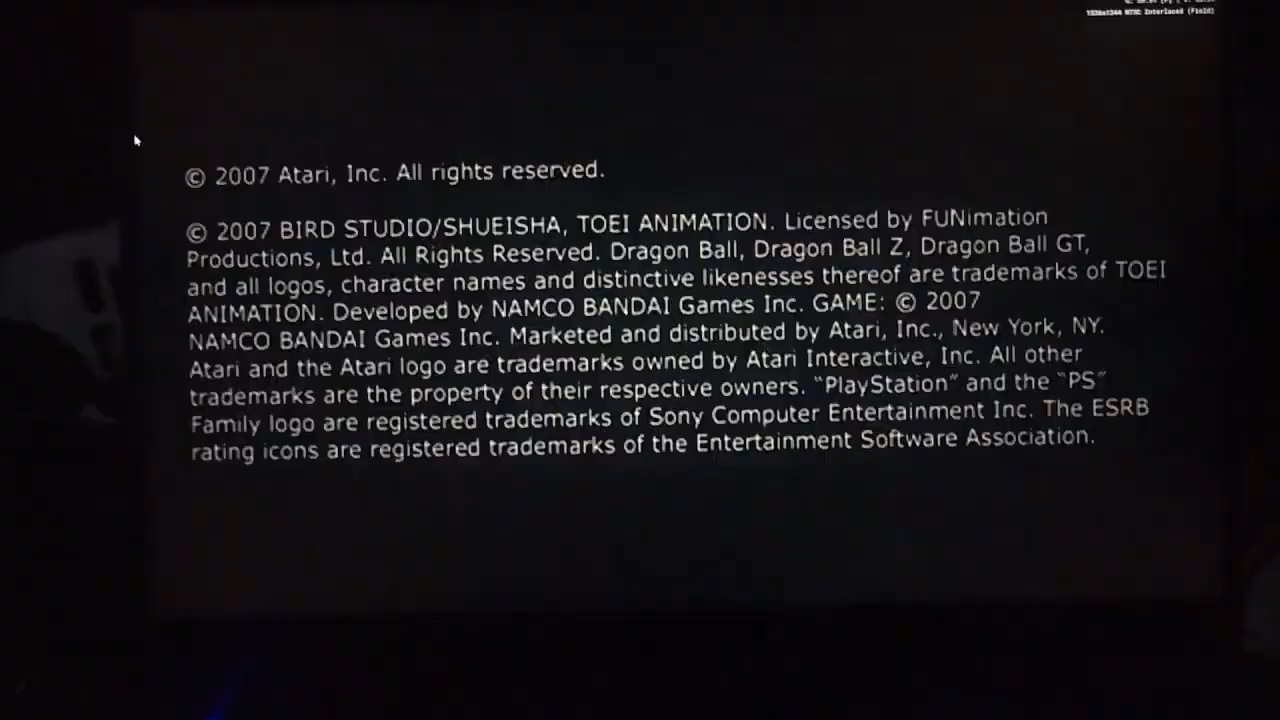 1536x1344 NTSC Interlaced (Field)
© 2007 Atari, Inc. All rights reserved.
© 2007 BIRD STUDIO/SHUEISHA, TOEI ANIMATION. Licensed by FUNimation
Productions, Ltd. All Rights Reserved. Dragon Ball, Dragon Ball Z, Dragon Ball GT,
and all logos, character names and distinctive likenesses thereof are trademarks of TOEI
ANIMATION. Developed by NAMCO BANDAI Games Inc. GAME: © 2007
NAMCO BANDAI Games Inc. Marketed and distributed by Atari, Inc., New York, NY.
Atari and the Atari logo are trademarks owned by Atari Interactive, Inc. All other
trademarks are the property of their respective owners. "PlayStation" and the "PS"
Family logo are registered trademarks of Sony Computer Entertainment Inc. The ESRB
rating icons are registered trademarks of the Entertainment Software Association.